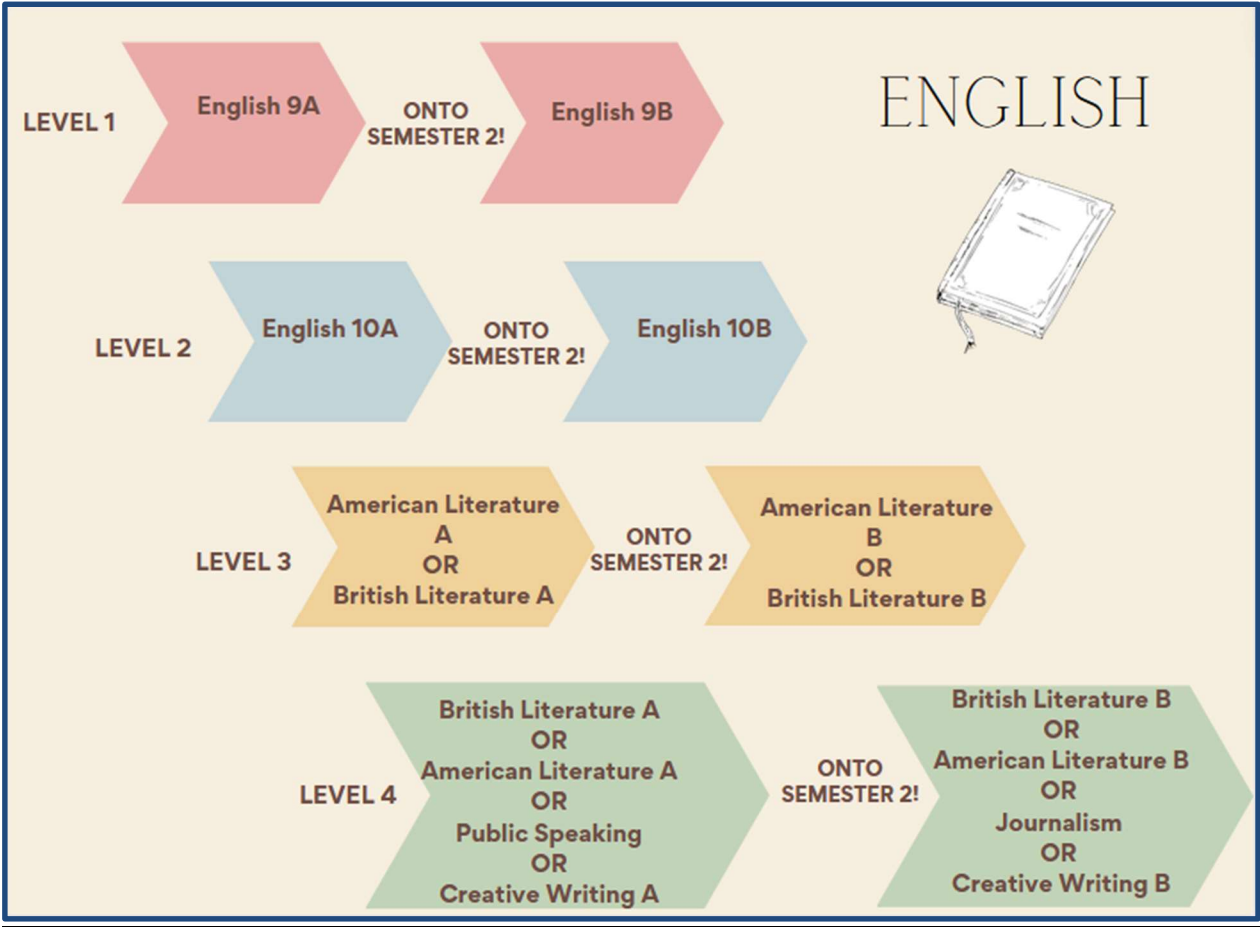 ENGLISH
LEVEL 1
English 9A
ONTO
SEMESTER 2!
English 9B
LEVEL 2
English 10A
ONTO
SEMESTER 2!
English 10B
LEVEL 3
American Literature
A
OR
British Literature A
ONTO
SEMESTER 2!
American Literature
B
OR
British Literature B
LEVEL 4
British Literature A
OR
American Literature A
OR
Public Speaking
OR
Creative Writing A
ONTO
SEMESTER 2!
British Literature B
OR
American Literature B
OR
Journalism
OR
Creative Writing B